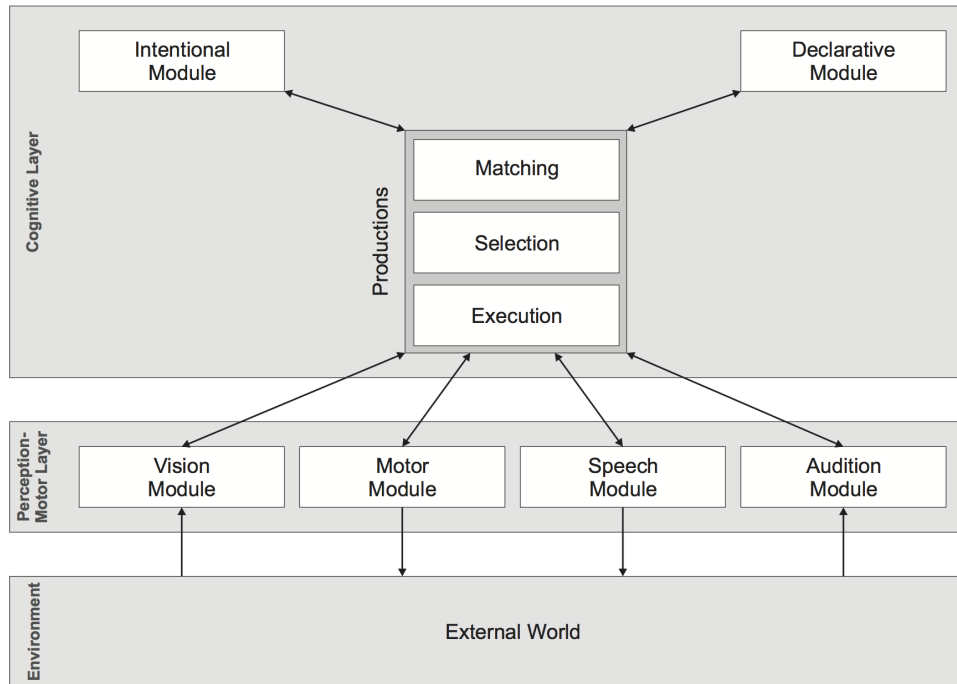 Cognitive Layer
Intentional
Module
Declarative
Module
Productions
Matching
Selection
Execution
Perception-
Motor Layer
Vision
Module
Motor
Module
Speech
Module
Audition
Module
Environment
External World